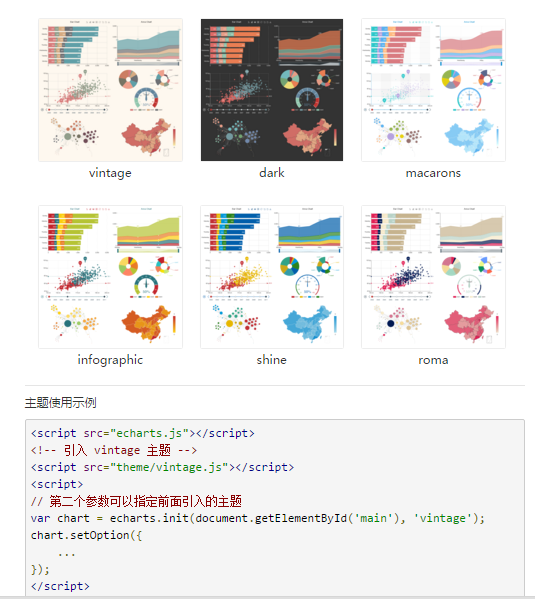 vintage
dark
macarons
infographic
shine
roma
主题使用示例
<script src="echarts.js"></script>
<!-- 引入 vintage 主题 -->
<script src="theme/vintage.js"></script>
<script>
// 第二个参数可以指定前面引入的主题
var chart = echarts.init(document.getElementById('main'), 'vintage');
chart.setOption({
    ...
});
</script>